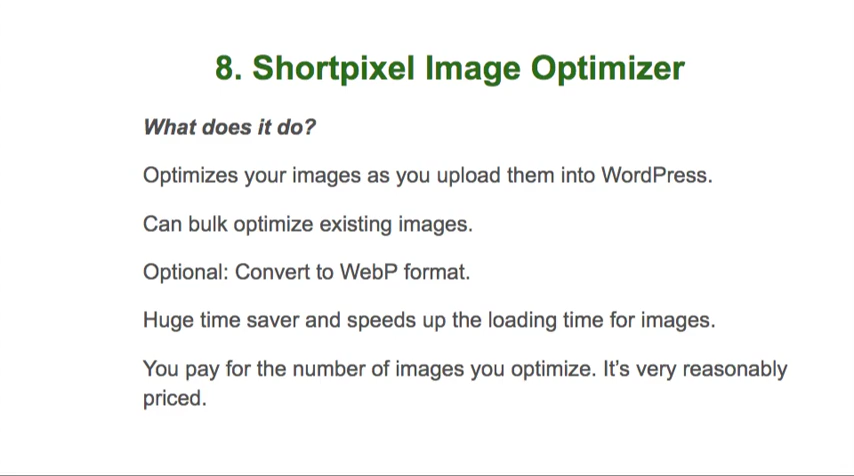 8. Shortpixel Image Optimizer
What does it do?
Optimizes your images as you upload them into WordPress.
Can bulk optimize existing images.
Optional: Convert to WebP format.
Huge time saver and speeds up the loading time for images.
You pay for the number of images you optimize. It’s very reasonably
priced.